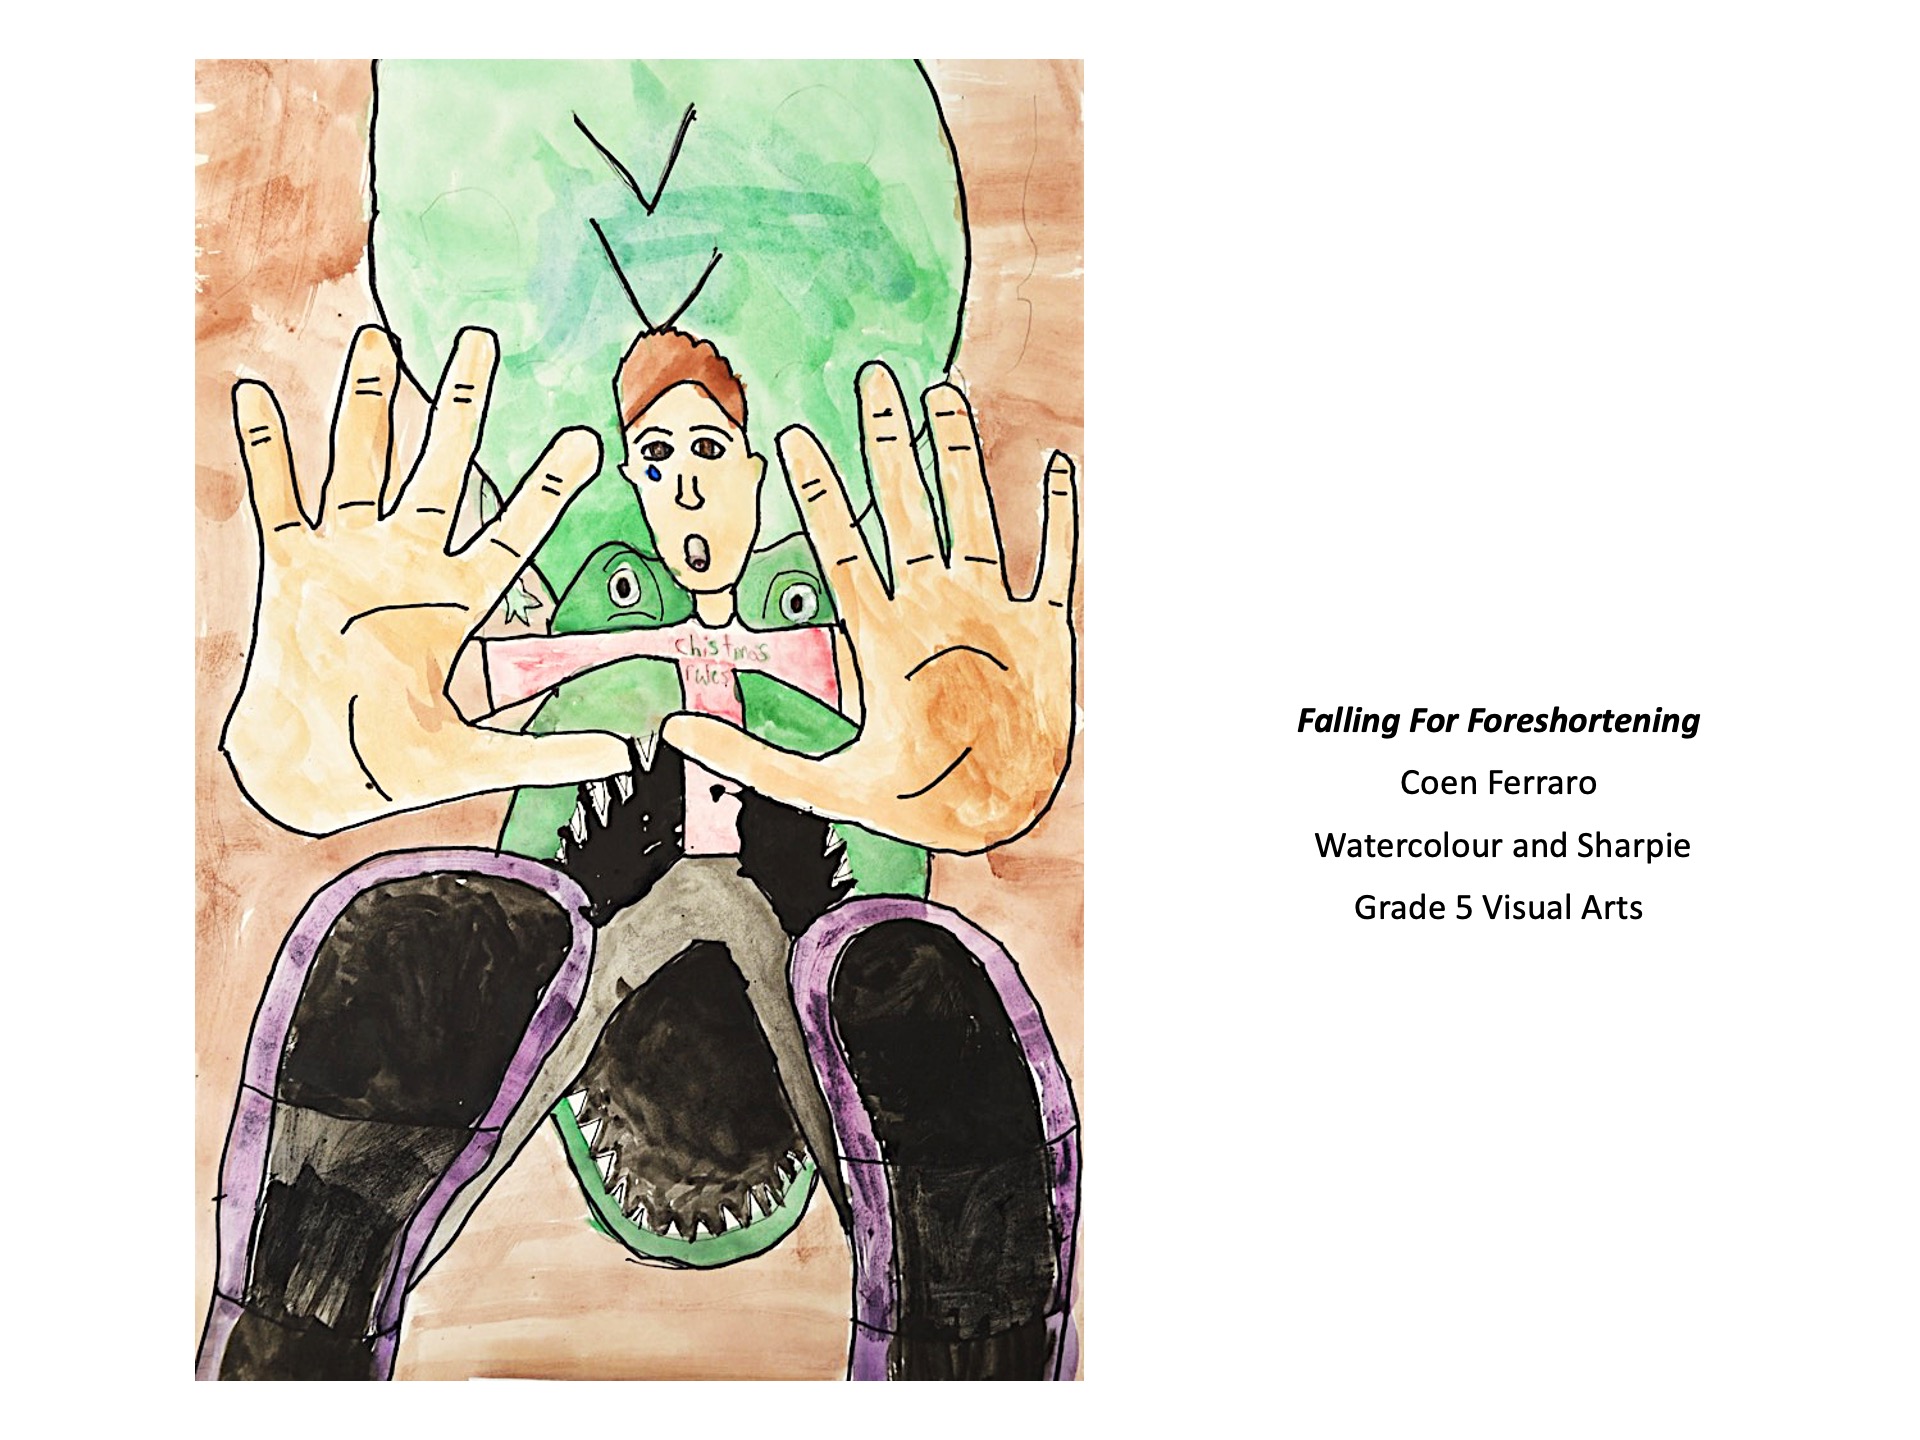 Chistmas
rules
Falling For Foreshortening
Coen Ferraro
Watercolour and Sharpie
Grade 5 Visual Arts